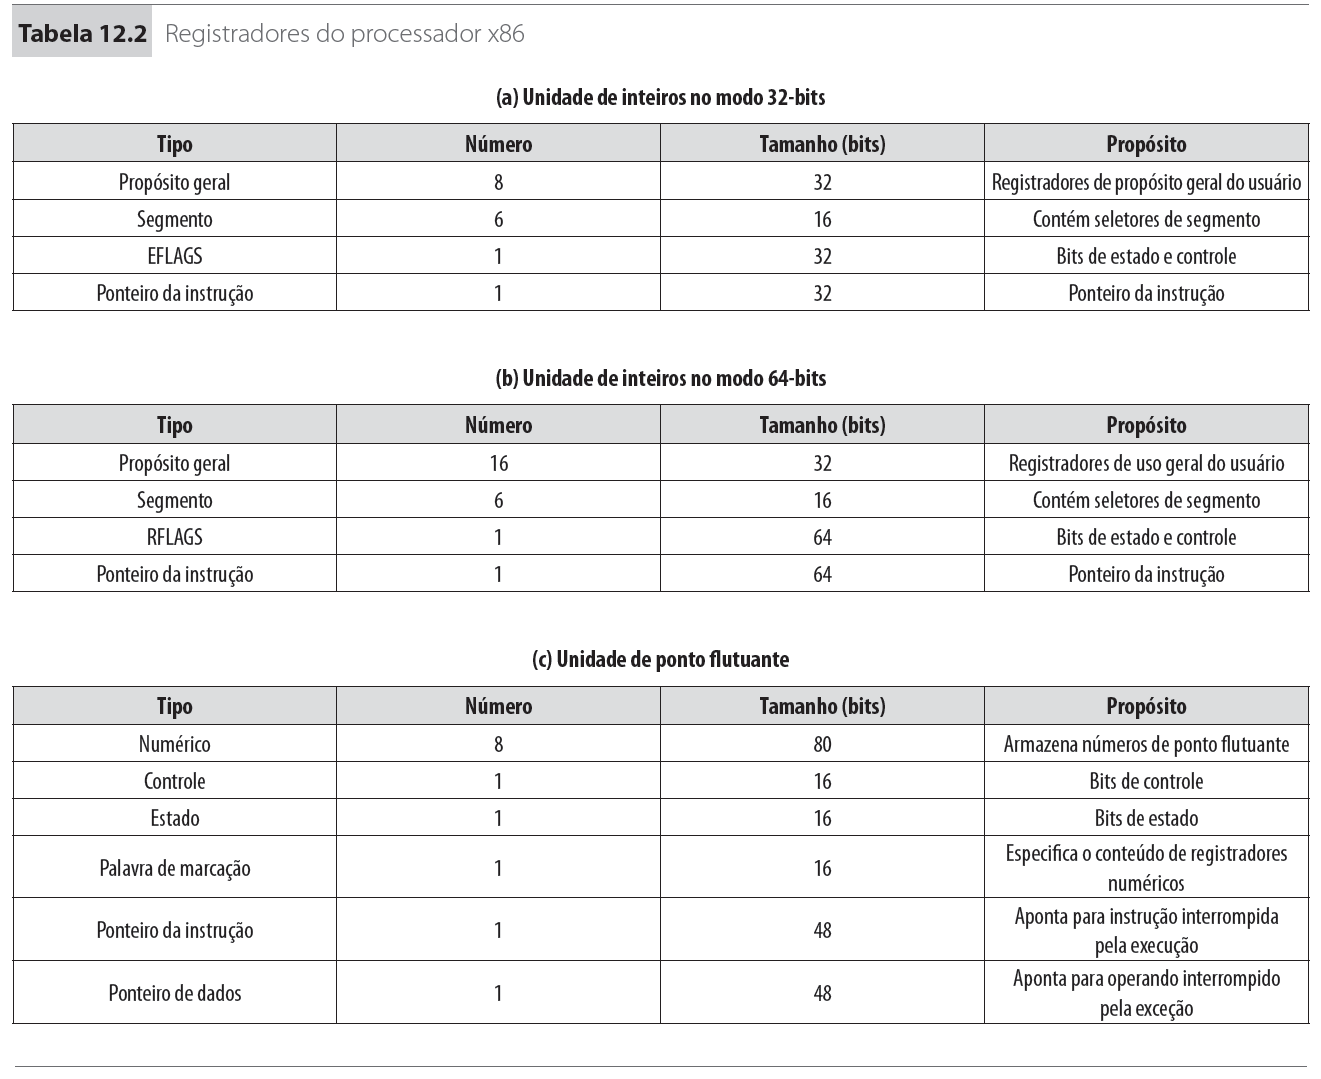 Tabela 12.2 Registradores do processador x86
(a) Unidade de inteiros no modo 32-bits
Tipo Número Tamanho (bits) Propósito
Propósito geral 8 32 Registradores de propósito geral do usuário
Segmento 6 16 Contém seletores de segmento
EFLAGS 1 32 Bits de estado e controle
Ponteiro da instrução 1 32 Ponteiro da instrução
(b) Unidade de inteiros no modo 64-bits
Tipo Número Tamanho (bits) Propósito
Propósito geral 16 32 Registradores de uso geral do usuário
Segmento 6 16 Contém seletores de segmento
RFLAGS 1 64 Bits de estado e controle
Ponteiro da instrução 1 64 Ponteiro da instrução
(c) Unidade de ponto flutuante
Tipo Número Tamanho (bits) Propósito
Numérico 8 80 Armazena números de ponto flutuante
Controle 1 16 Bits de controle
Estado 1 16 Bits de estado
Palavra de marcação 1 16 Especifica o conteúdo de registradores
numéricos
Ponteiro da instrução 1 48 Aponta para instrução interrompida
pela execução
Ponteiro de dados 1 48 Aponta para operando interrompido
pela exceção